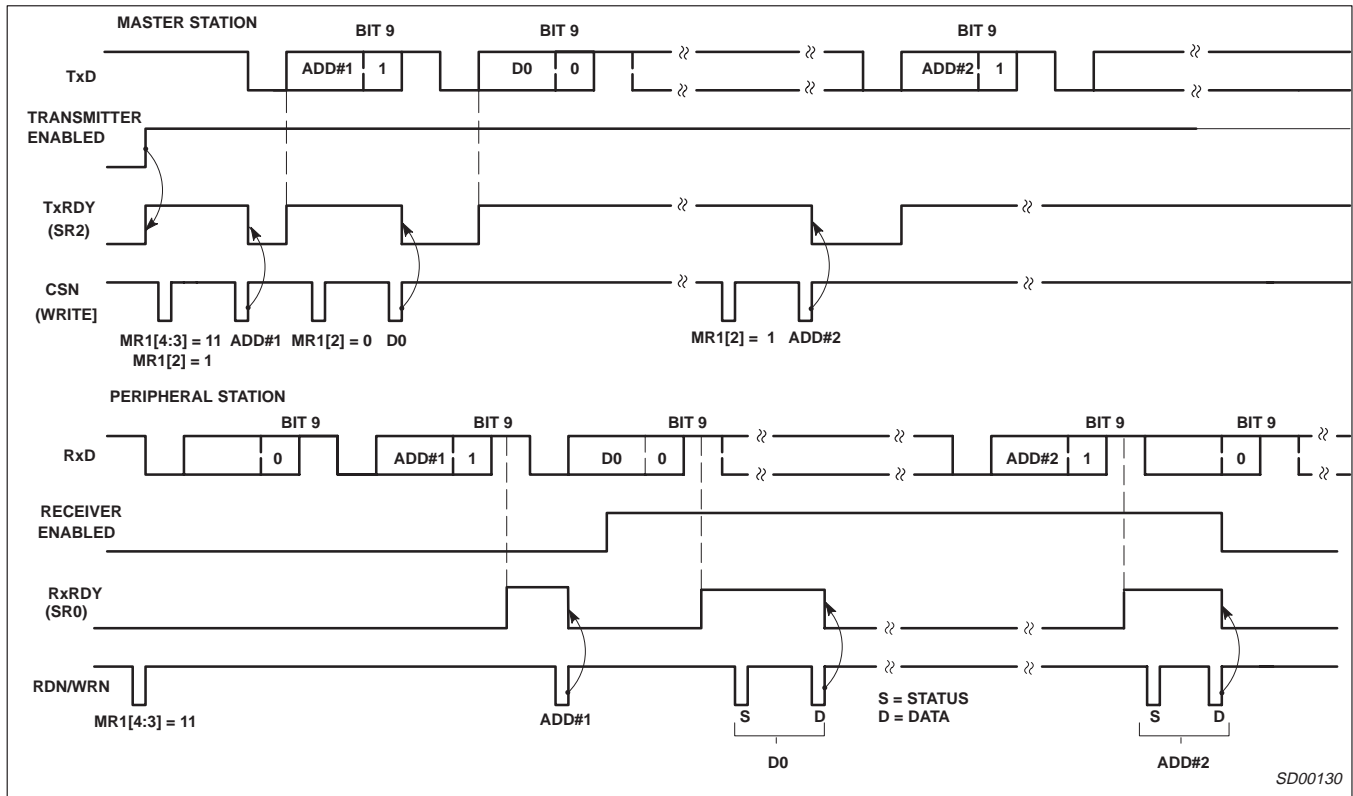 MASTER STATION
BIT 9 BIT 9 BIT 9
TxD
ADD#1 1 D0 0 ADD#2 1
TRANSMITTER
ENABLED
TxRDY
(SR2)
CSN
(WRITE]
MR1[4:3] = 11 ADD#1 MR1[2] = 0 D0 MR1[2] = 1 ADD#2
MR1[2] = 1
PERIPHERAL STATION
BIT 9 BIT 9 BIT 9 BIT 9 BIT 9
RxD
0 ADD#1 1 D0 0 ADD#2 1 0
RECEIVER
ENABLED
RxRDY
(SR0)
RDN/WRN
MR1[4:3] = 11 ADD#1 S D S = STATUS S D
D = DATA
D0 ADD#2
SD00130